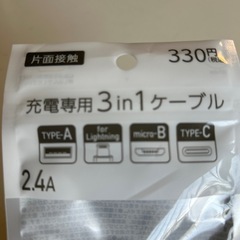 片面接触
330円
充電専用3in1ケーブル
TYPE-A
for Lightning
micro-B
TYPE-C
2.4A